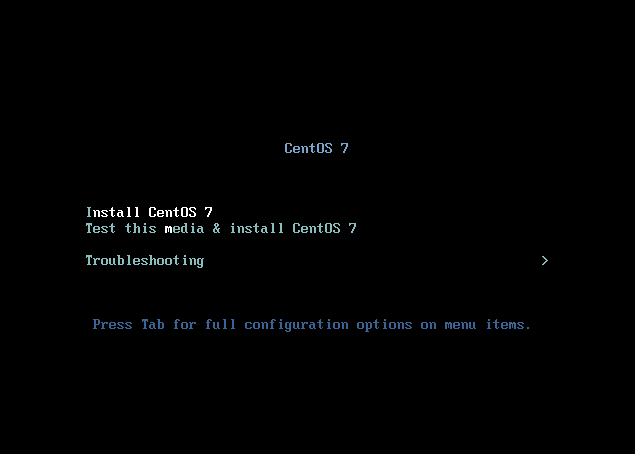 CentOS 7
Install CentOS 7
Test this media & install CentOS 7
Troubleshooting >
Press Tab for full configuration options on menu items.